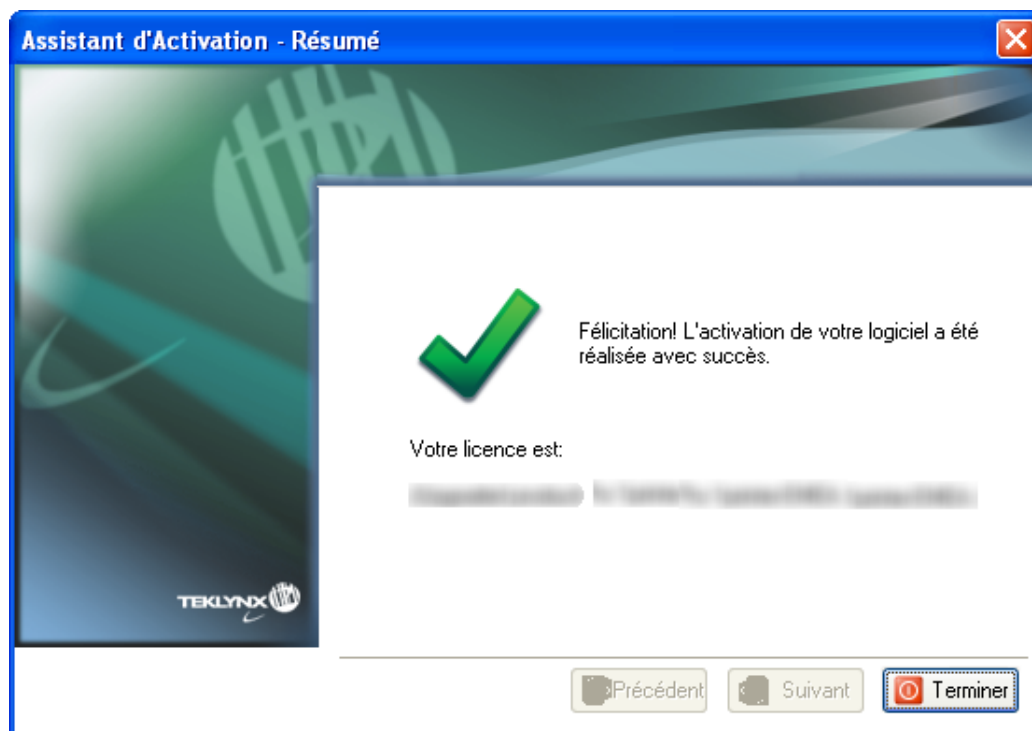 Assistant d'Activation - Résumé
Félicitation! L'activation de votre logiciel a été
réalisée avec succès.
Votre licence est:
TEKLYNX
Précédent
Suivant
Terminer